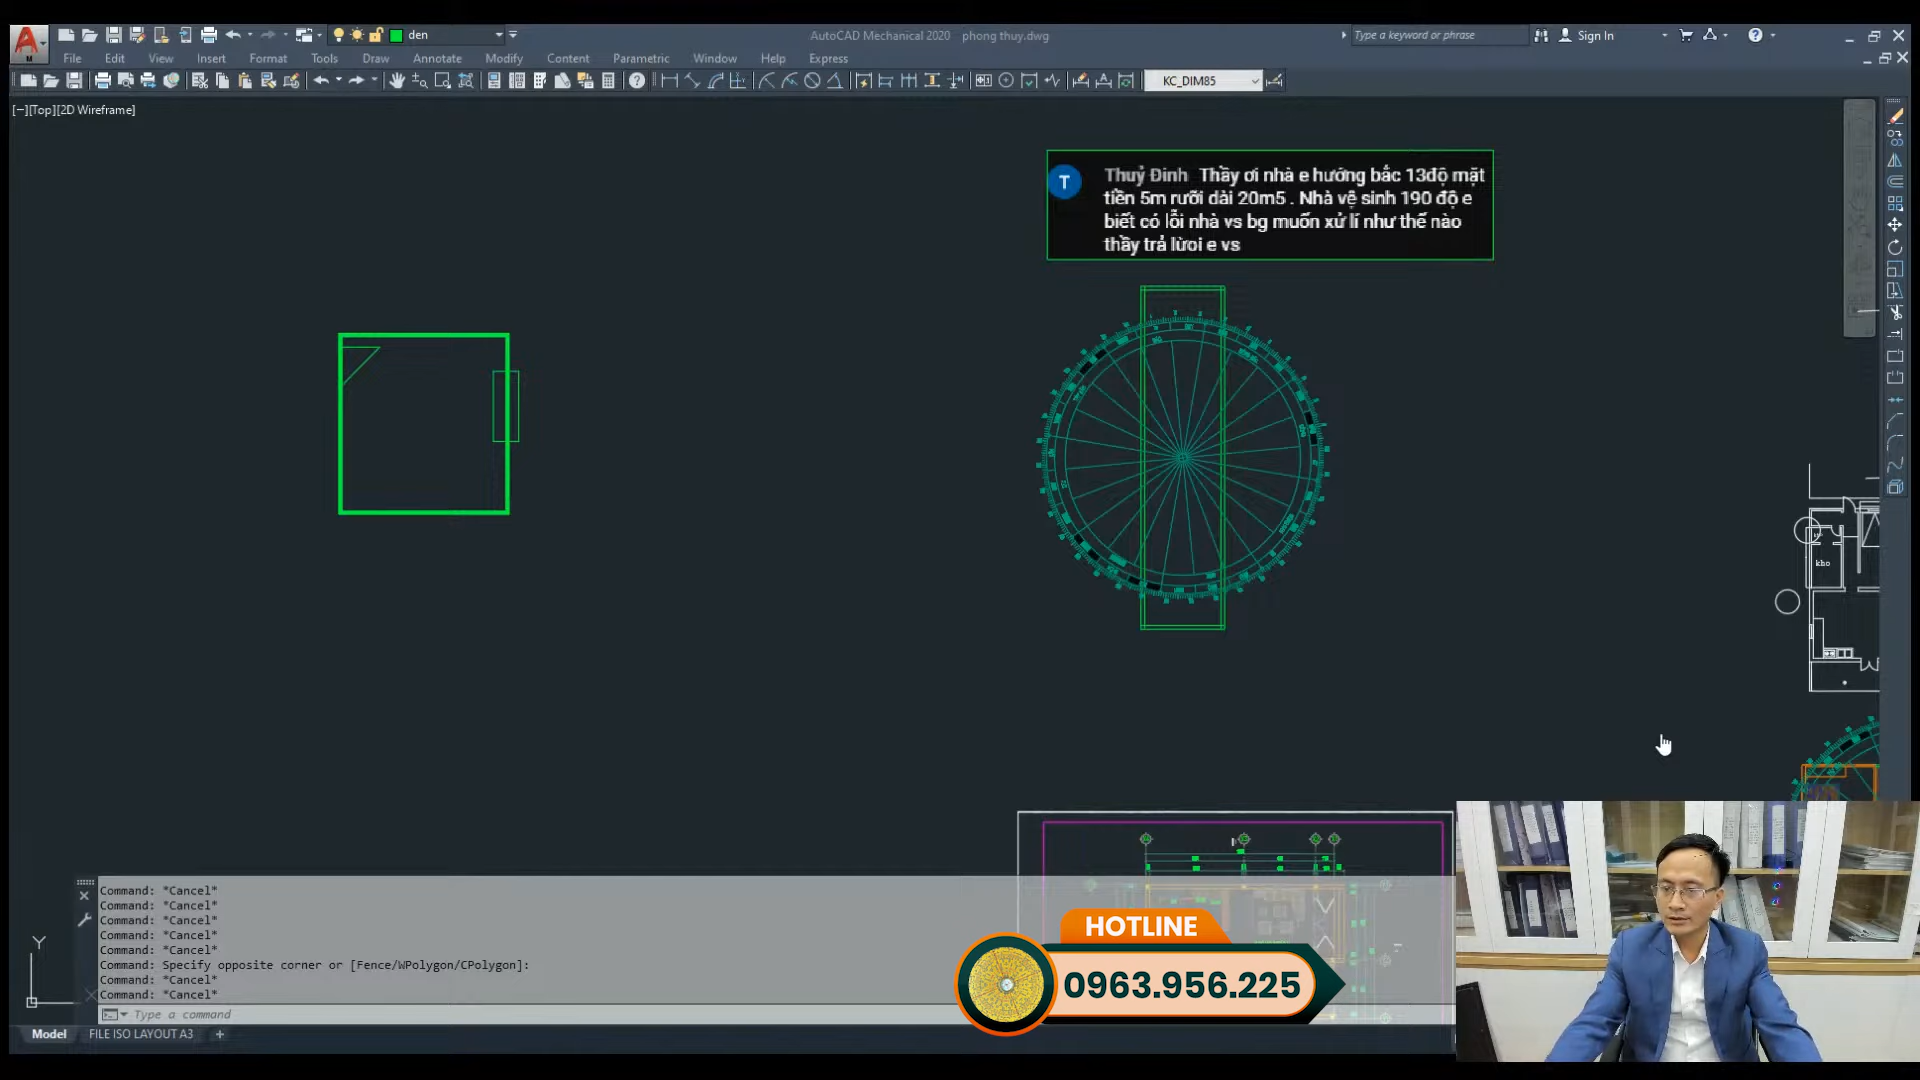 den
AutoCAD Mechanical 2020 phong thuy.dwg
Type a keyword or phrase
Sign In
File Edit View Insert Format Tools Draw Annotate Modify Content Parametric Window Help Express
KC_DIM85
[−][Top][2D Wireframe]
T
Thuỷ Đinh Thầy ơi nhà e hướng bắc 13độ mặt
tiền 5m rưỡi dài 20m5 . Nhà vệ sinh 190 độ e
biết có lỗi nhà vs bg muốn xử lí như thế nào
thầy trả lừoi e vs
kho
Command: *Cancel*
Command: *Cancel*
Command: *Cancel*
Command: *Cancel*
Command: *Cancel*
Command: Specify opposite corner or [Fence/WPolygon/CPolygon]:
Command: *Cancel*
Command: *Cancel*
Type a command
Y
X
Model FILE ISO LAYOUT A3 +
HOTLINE
0963.956.225